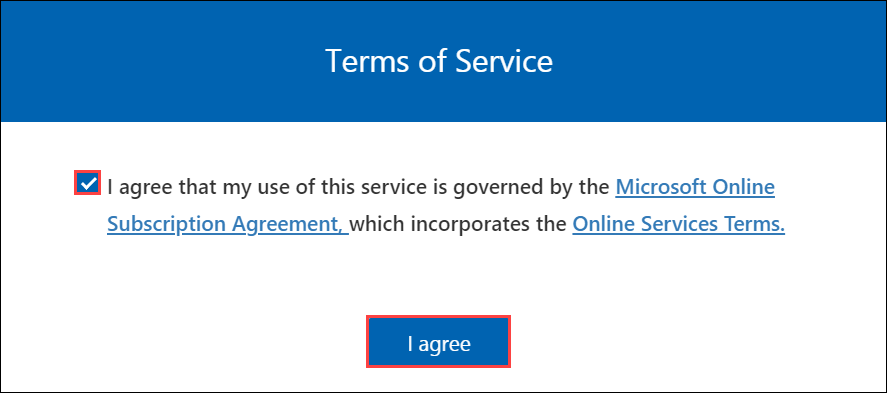 Terms of Service
I agree that my use of this service is governed by the Microsoft Online
Subscription Agreement, which incorporates the Online Services Terms.
I agree